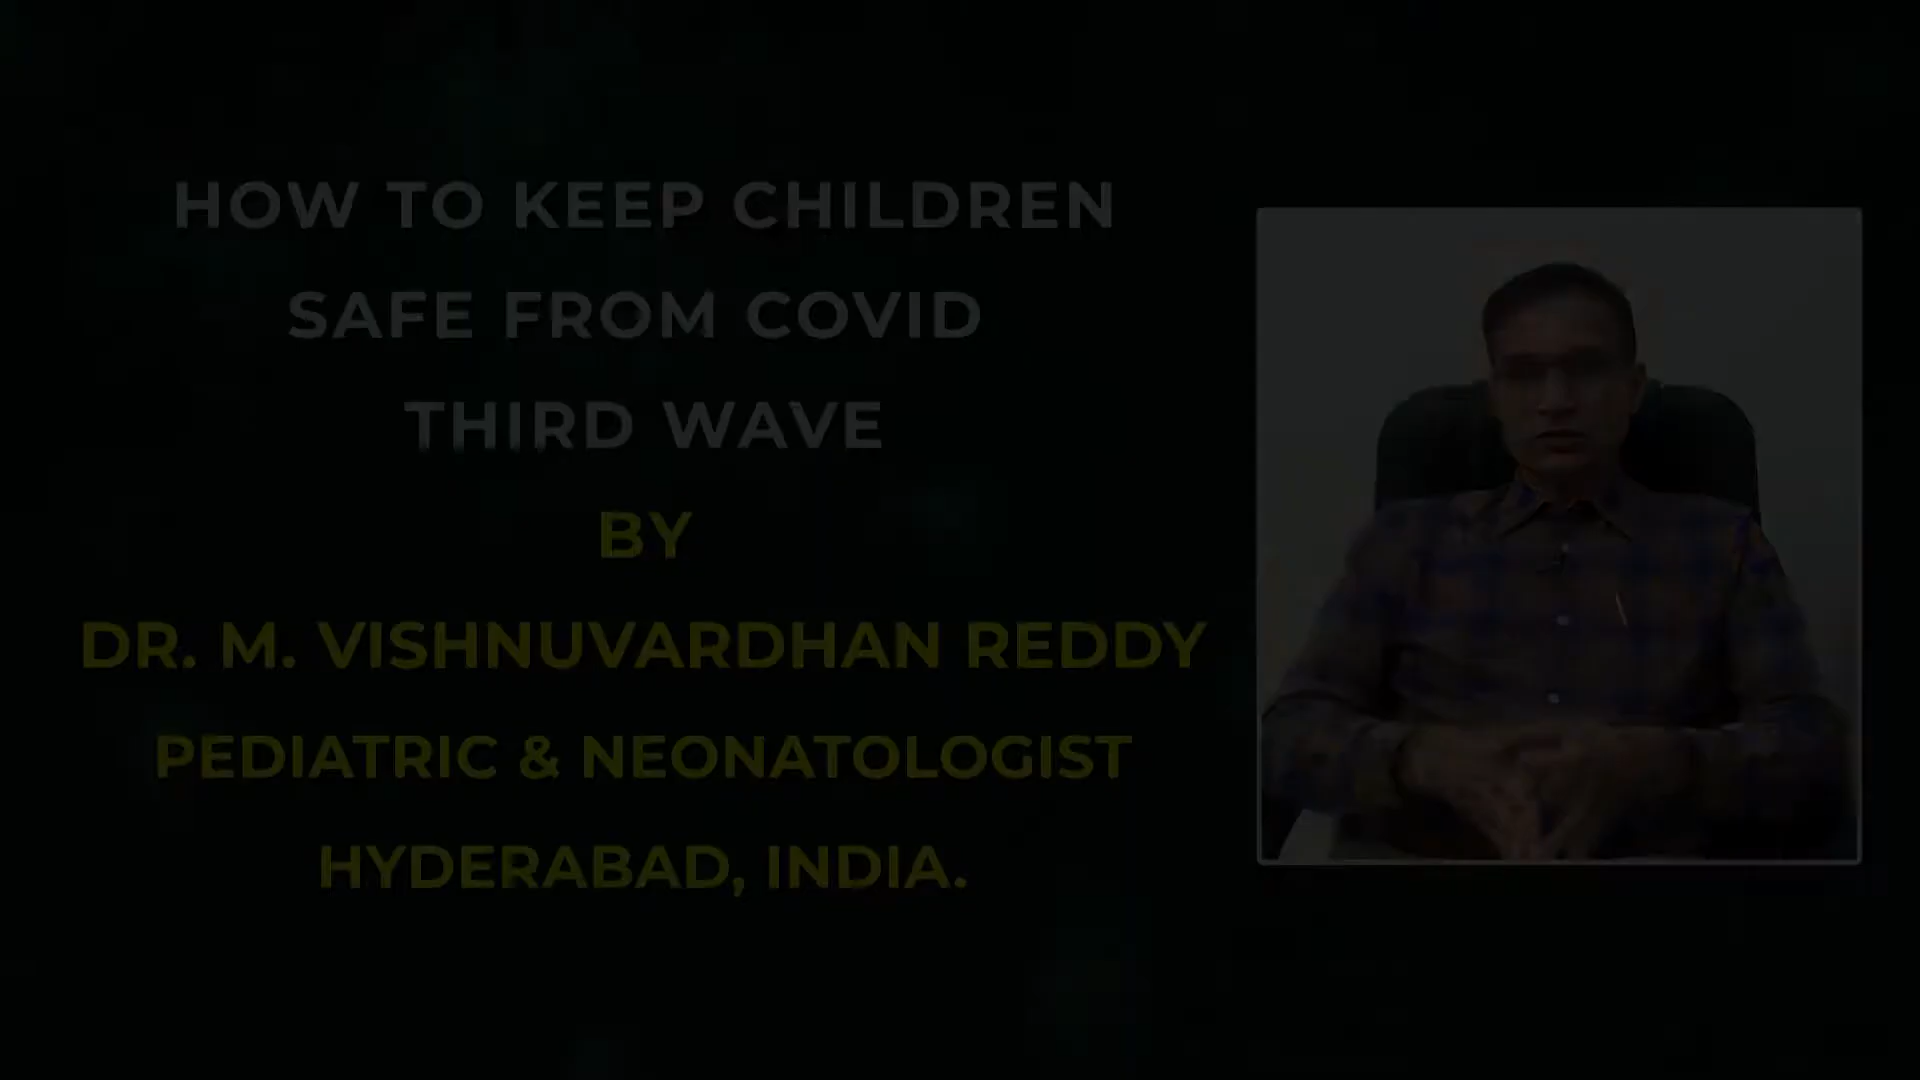 HOW TO KEEP CHILDREN
SAFE FROM COVID
THIRD WAVE
BY
DR. M. VISHNUVARDHAN REDDY
PEDIATRIC & NEONATOLOGIST
HYDERABAD, INDIA.